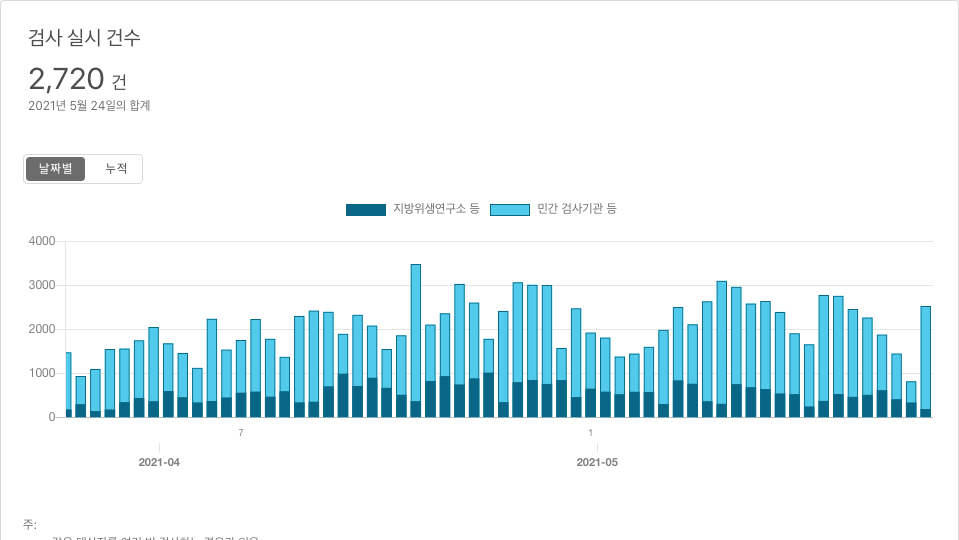 검사 실시 건수
2,720 건
2021년 5월 24일의 합계
날짜별 누적
지방위생연구소 등 민간 검사기관 등
4000
3000
2000
1000
0
7 1
2021-04 2021-05
주: